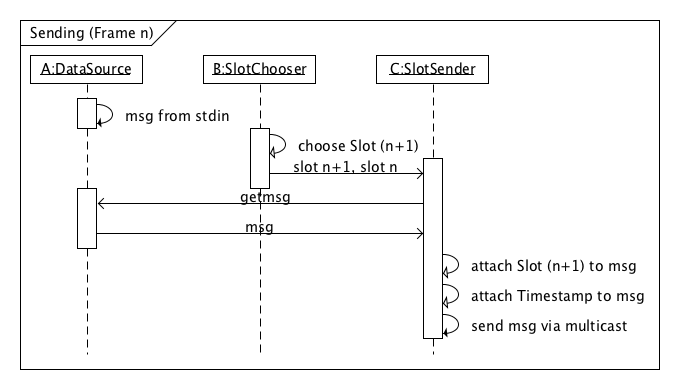 Sending (Frame n)
A:DataSource
B:SlotChooser
C:SlotSender
msg from stdin
choose Slot (n+1)
slot n+1, slot n
getmsg
msg
attach Slot (n+1) to msg
attach Timestamp to msg
send msg via multicast